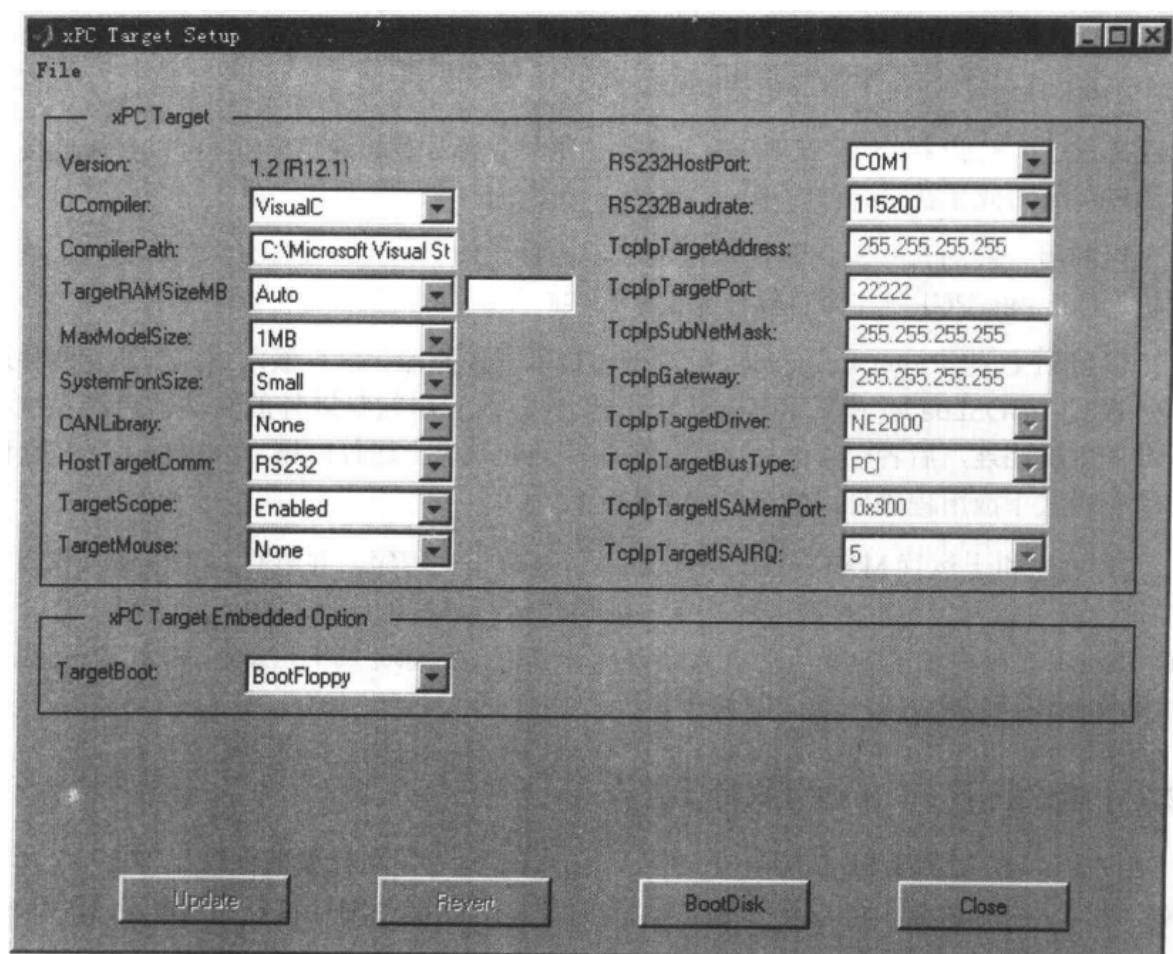 xPC Target Setup
File
xPC Target
Version: 1.2 (R12.1)
CCompiler: VisualC
CompilerPath: C:\Microsoft Visual St
TargetRAMSizeMB Auto
MaxModelSize: 1MB
SystemFontSize: Small
CANLibrary: None
HostTargetComm: RS232
TargetScope: Enabled
TargetMouse: None
RS232HostPort: COM1
RS232Baudrate: 115200
TcpIpTargetAddress: 255.255.255.255
TcpIpTargetPort: 22222
TcpIpSubNetMask: 255.255.255.255
TcpIpGateway: 255.255.255.255
TcpIpTargetDriver: NE2000
TcpIpTargetBusType: PCI
TcpIpTargetISAMemPort: 0x300
TcpIpTargetISAIRQ: 5
xPC Target Embedded Option
TargetBoot: BootFloppy
Update
Revert
BootDisk
Close